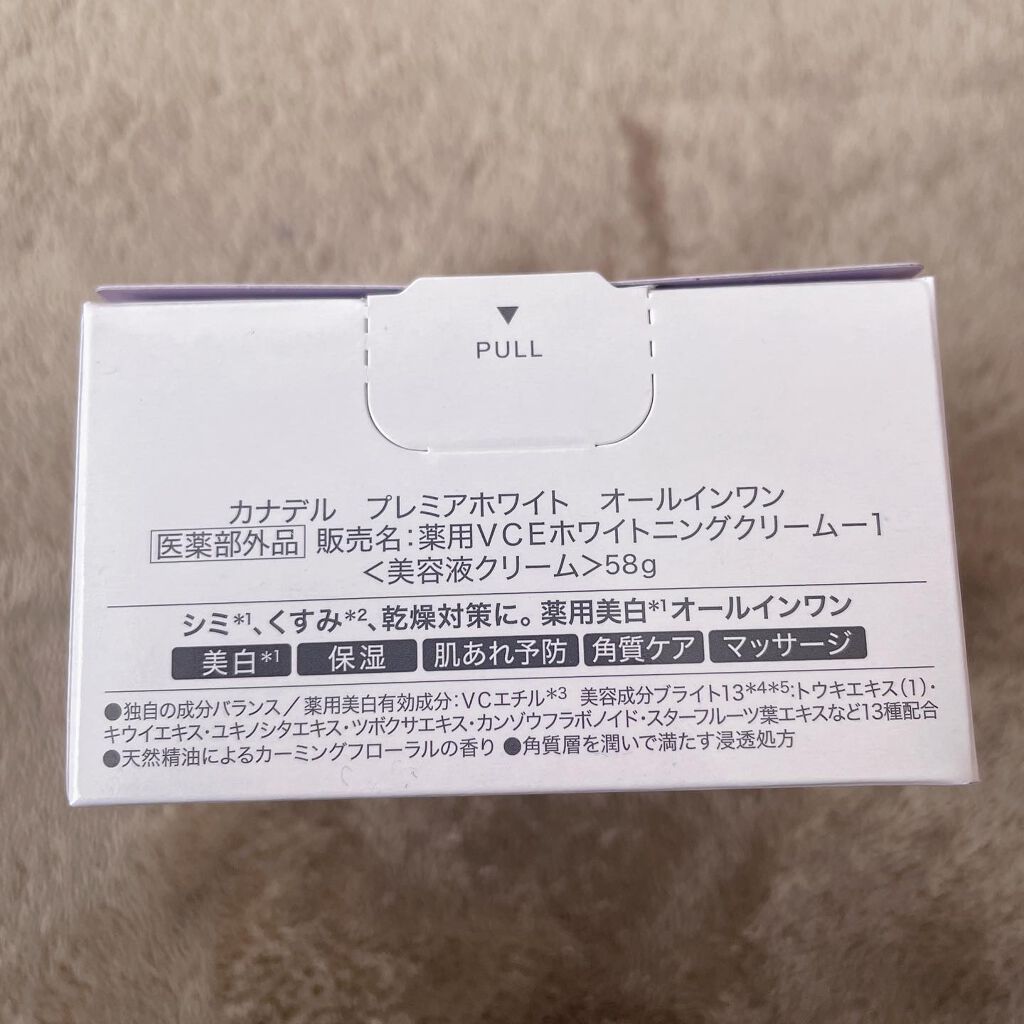 ▼
PULL
カナデル プレミアホワイト オールインワン
医薬部外品 販売名：薬用VCEホワイトニングクリームー1
＜美容液クリーム＞58g
シミ*1、くすみ*2、乾燥対策に。薬用美白*1オールインワン
美白*1 保湿 肌あれ予防 角質ケア マッサージ
●独自の成分バランス／薬用美白有効成分：VCエチル*3 美容成分ブライト13*4*5：トウキエキス（1）・
キウイエキス・ユキノシタエキス・ツボクサエキス・カンゾウフラボノイド・スターフルーツ葉エキスなど13種配合
●天然精油によるカーミングフローラルの香り ●角質層を潤いで満たす浸透処方